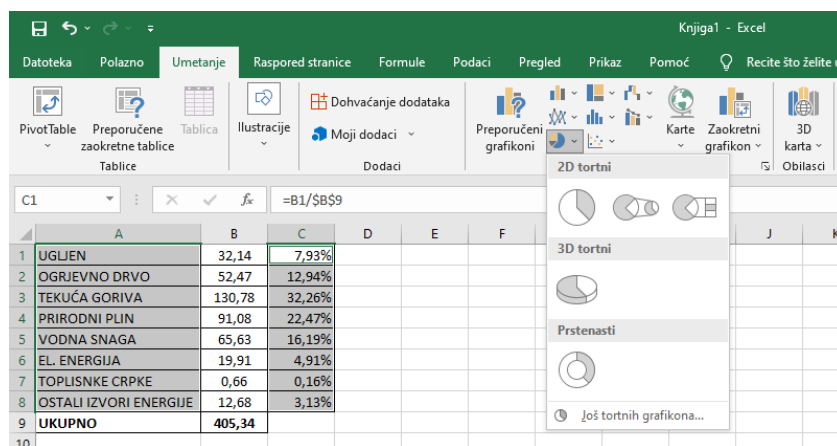 Knjiga1 - Excel
Datoteka Polazno Umetanje Raspored stranice Formule Podaci Pregled Prikaz Pomoć Recite što želite
PivotTable Preporučene zaokretne tablice Tablica Ilustracije Dohvaćanje dodataka Moji dodaci Preporučeni grafikoni Karte Zaokretni grafikon 3D karta
Tablice Dodaci Obilasci
C1 fx =B1/$B$9
A B C D E F J
1 UGLJEN 32,14 7,93%
2 OGRJEVNO DRVO 52,47 12,94%
3 TEKUĆA GORIVA 130,78 32,26%
4 PRIRODNI PLIN 91,08 22,47%
5 VODNA SNAGA 65,63 16,19%
6 EL. ENERGIJA 19,91 4,91%
7 TOPLISNKE CRPKE 0,66 0,16%
8 OSTALI IZVORI ENERGIJE 12,68 3,13%
9 UKUPNO 405,34
10
2D tortni
3D tortni
Prstenasti
Još tortnih grafikona...